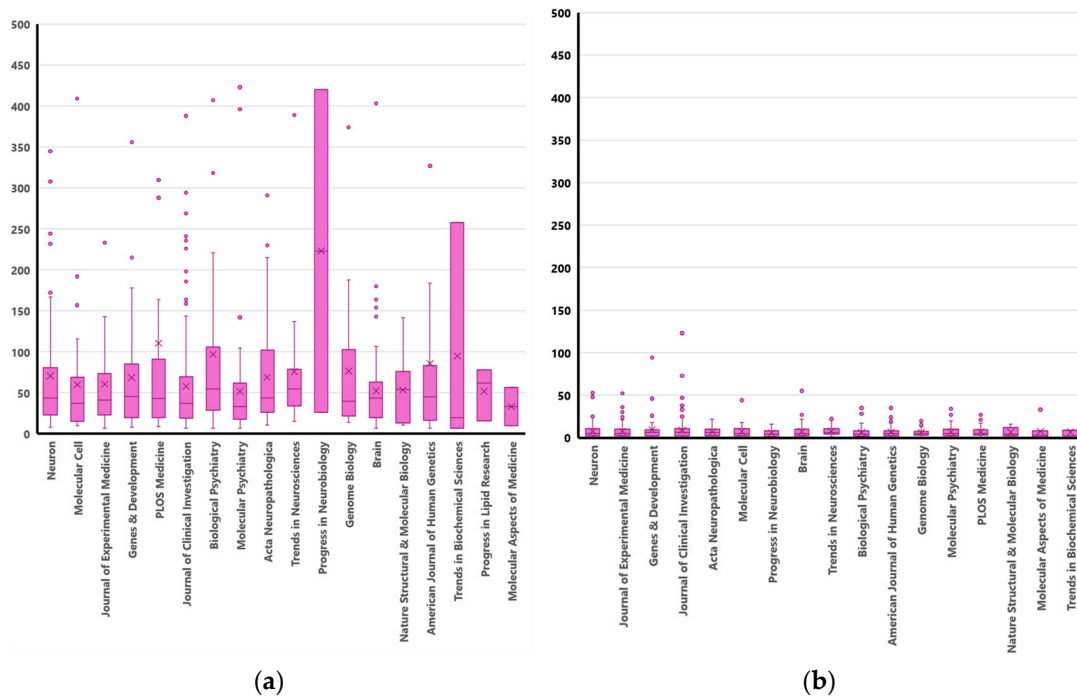 500
450
400
350
300
250
200
150
100
50
0
Neuron
Molecular Cell
Journal of Experimental Medicine
Genes & Development
PLOS Medicine
Journal of Clinical Investigation
Biological Psychiatry
Molecular Psychiatry
Acta Neuropathologica
Trends in Neurosciences
Progress in Neurobiology
Genome Biology
Brain
Nature Structural & Molecular Biology
American Journal of Human Genetics
Trends in Biochemical Sciences
Progress in Lipid Research
Molecular Aspects of Medicine
(a)
500
450
400
350
300
250
200
150
100
50
0
Neuron
Journal of Experimental Medicine
Genes & Development
Journal of Clinical Investigation
Acta Neuropathologica
Molecular Cell
Progress in Neurobiology
Brain
Trends in Neurosciences
Biological Psychiatry
American Journal of Human Genetics
Genome Biology
Molecular Psychiatry
PLOS Medicine
Nature Structural & Molecular Biology
Molecular Aspects of Medicine
Trends in Biochemical Sciences
(b)